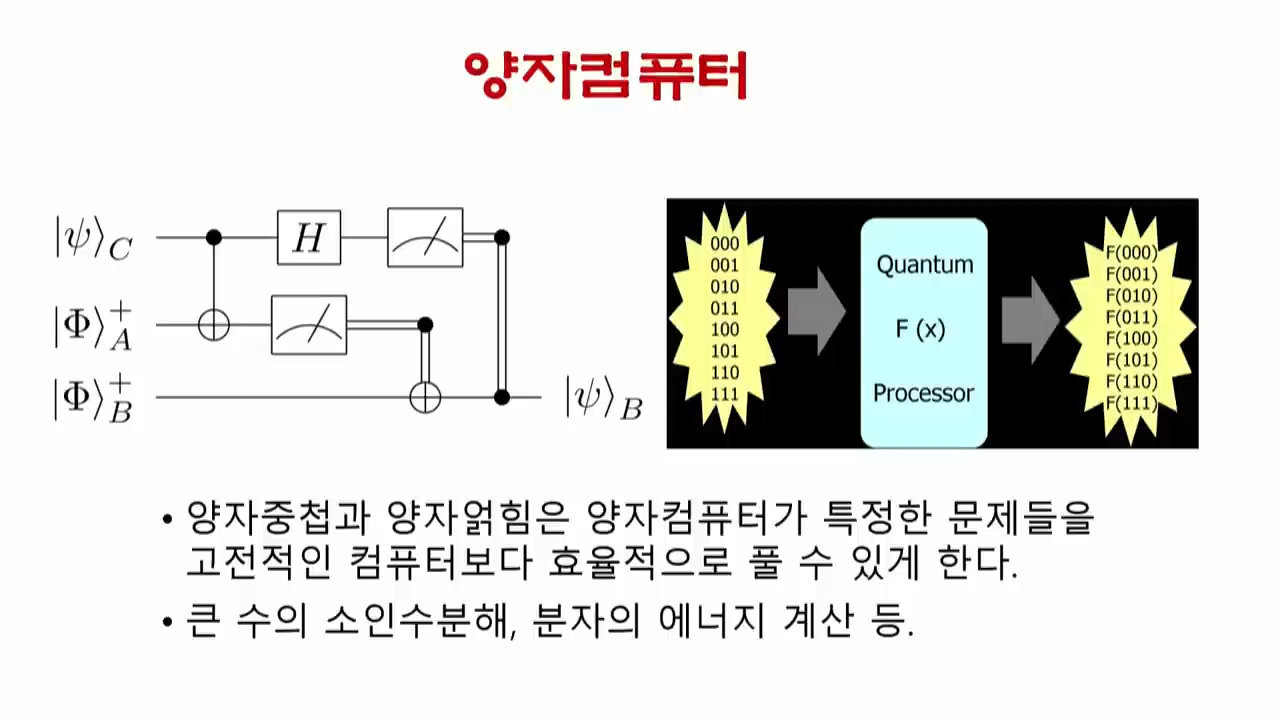 양자컴퓨터
|ψ⟩_C
H
|Φ⟩_A^+
|Φ⟩_B^+
|ψ⟩_B
000
001
010
011
100
101
110
111
Quantum
F (x)
Processor
F(000)
F(001)
F(010)
F(011)
F(100)
F(101)
F(110)
F(111)
• 양자중첩과 양자얽힘은 양자컴퓨터가 특정한 문제들을
고전적인 컴퓨터보다 효율적으로 풀 수 있게 한다.
• 큰 수의 소인수분해, 분자의 에너지 계산 등.